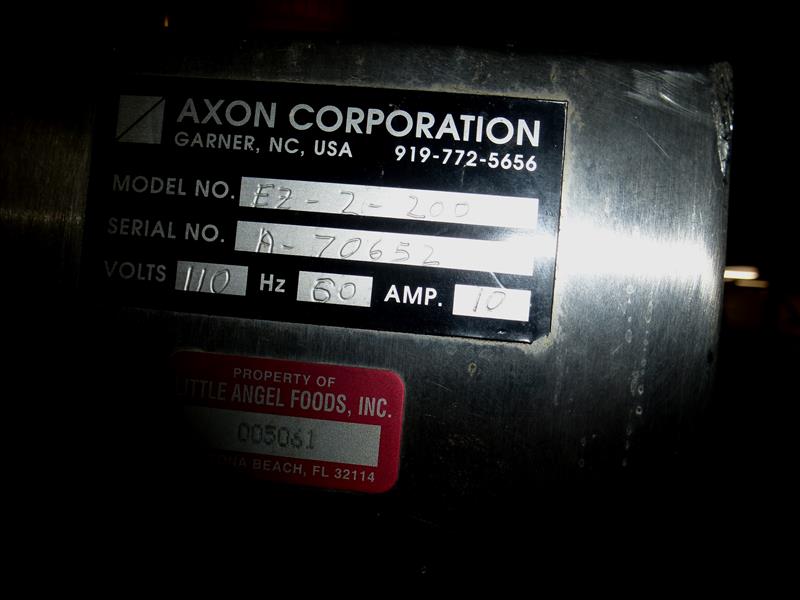 AXON CORPORATION
GARNER, NC, USA 919-772-5656
MODEL NO. EZ-2-200
SERIAL NO. A-70652
VOLTS 110 Hz 60 AMP. 10
PROPERTY OF
LITTLE ANGEL FOODS, INC.
005061
BEACH, FL 32114